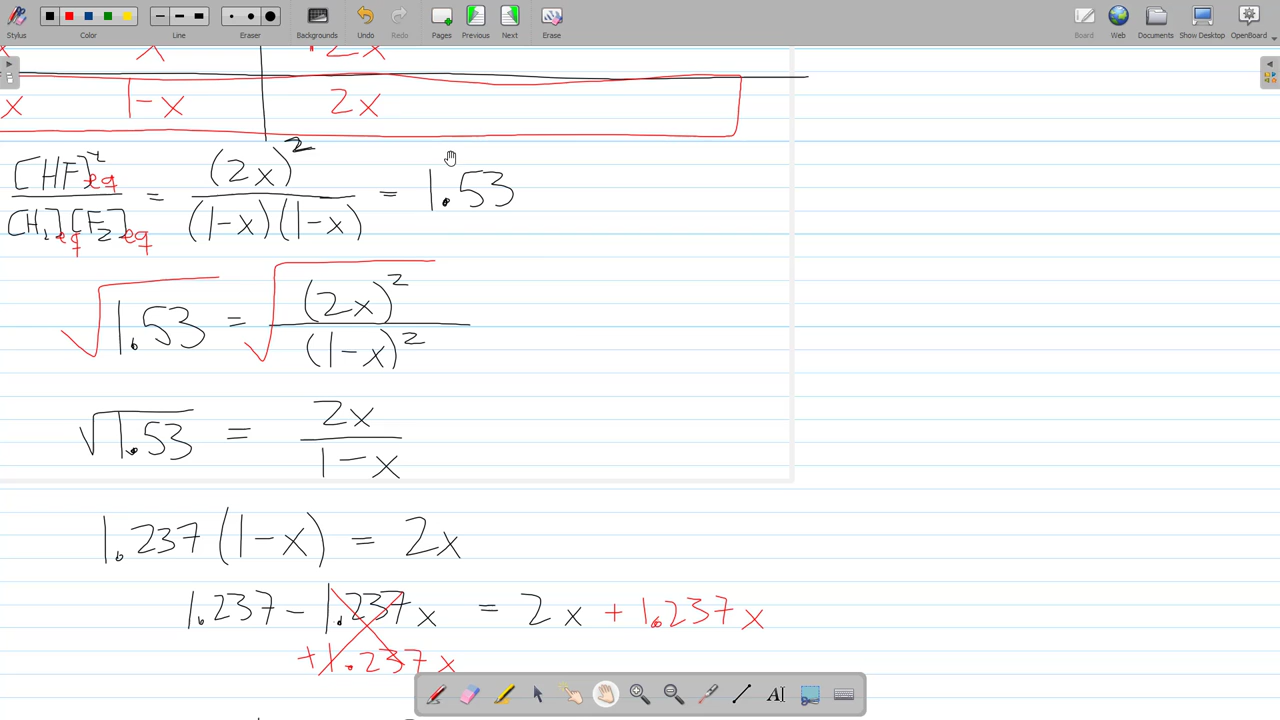 Stylus Color Line Eraser Backgrounds Undo Redo Pages Previous Next Erase Board Web Documents Show Desktop OpenBoard
1-x 2x
[HF]²eq / [H₂]eq[F₂]eq = (2x)² / (1-x)(1-x) = 1.53
√1.53 = √(2x)² / (1-x)²
√1.53 = 2x / 1-x
1.237(1-x) = 2x
1.237 - 1.237x = 2x + 1.237x
+1.237x